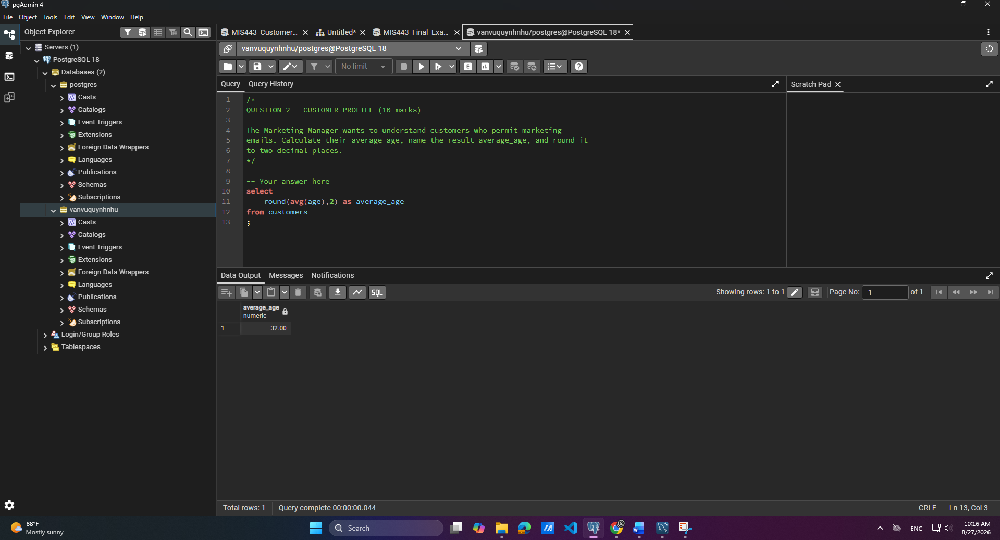 pgAdmin 4
File Object Tools Edit View Window Help
Object Explorer
Servers (1)
PostgreSQL 18
Databases (2)
postgres
Casts
Catalogs
Event Triggers
Extensions
Foreign Data Wrappers
Languages
Publications
Schemas
Subscriptions
vanvuquynhnhu
Casts
Catalogs
Event Triggers
Extensions
Foreign Data Wrappers
Languages
Publications
Schemas
Subscriptions
Login/Group Roles
Tablespaces
MIS443_Customer... Untitled* MIS443_Final_Exa... vanvuquynhnhu/postgres@PostgreSQL 18*
vanvuquynhnhu/postgres@PostgreSQL 18
No limit E
Query Query History
Scratch Pad
1 /*
2 QUESTION 2 - CUSTOMER PROFILE (10 marks)
3
4 The Marketing Manager wants to understand customers who permit marketing
5 emails. Calculate their average age, name the result average_age, and round it
6 to two decimal places.
7 */
8
9 -- Your answer here
10 select
11 round(avg(age),2) as average_age
12 from customers
13 ;
Data Output Messages Notifications
SQL Showing rows: 1 to 1 Page No: 1 of 1
average_age
numeric
1 32.00
Total rows: 1 Query complete 00:00:00.044 CRLF Ln 13, Col 3
88°F
Mostly sunny
Search
ENG
10:16 AM
8/27/2026